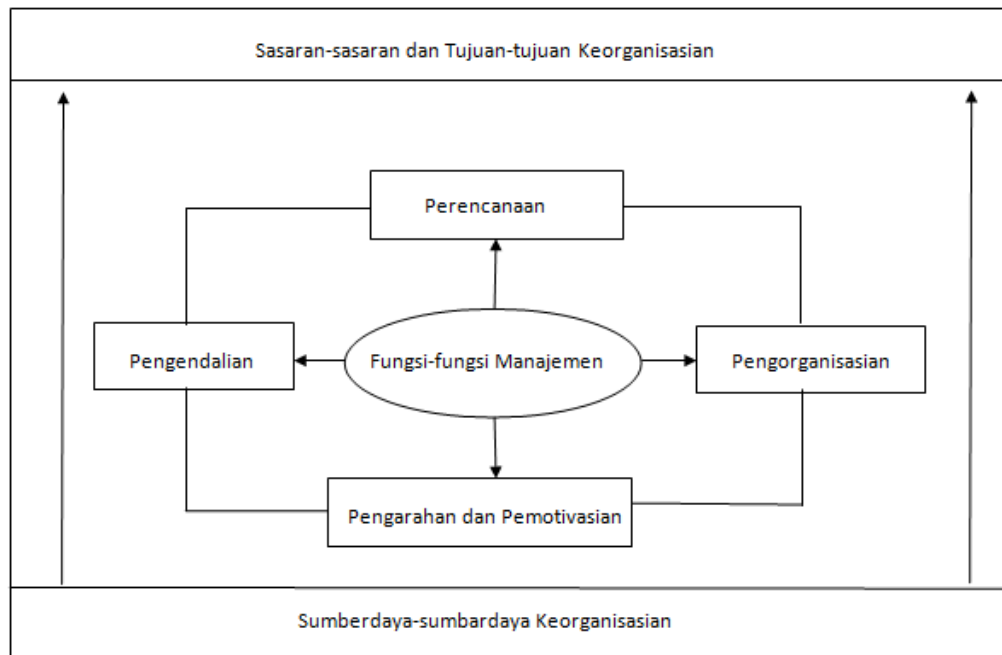 Sasaran-sasaran dan Tujuan-tujuan Keorganisasian
Perencanaan
Pengendalian
Fungsi-fungsi Manajemen
Pengorganisasian
Pengarahan dan Pemotivasian
Sumberdaya-sumbardaya Keorganisasian